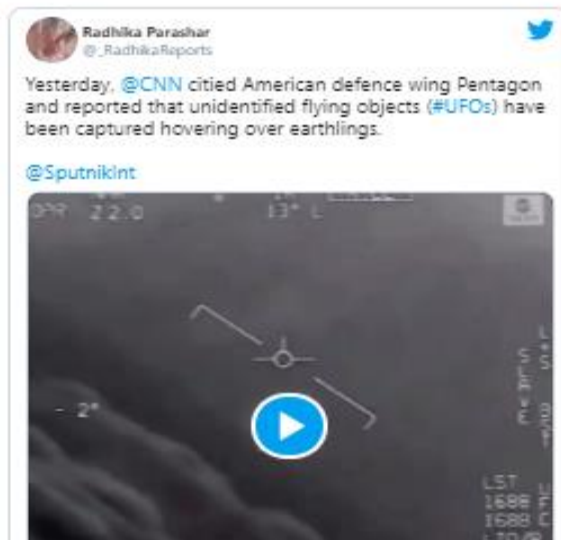 Radhika Parashar
@_RadhikaReports
Yesterday, @CNN citied American defence wing Pentagon
and reported that unidentified flying objects (#UFOs) have
been captured hovering over earthlings.
@SputnikInt
Z2.0
13° L
- 2°
LST
1688
1688